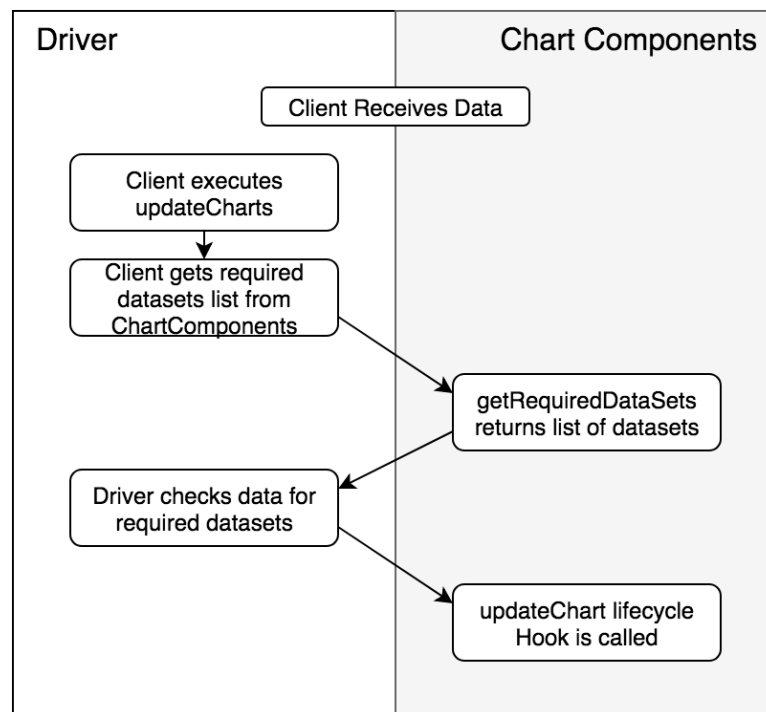 Driver
Chart Components
Client Receives Data
Client executes
updateCharts
Client gets required
datasets list from
ChartComponents
getRequiredDataSets
returns list of datasets
Driver checks data for
required datasets
updateChart lifecycle
Hook is called